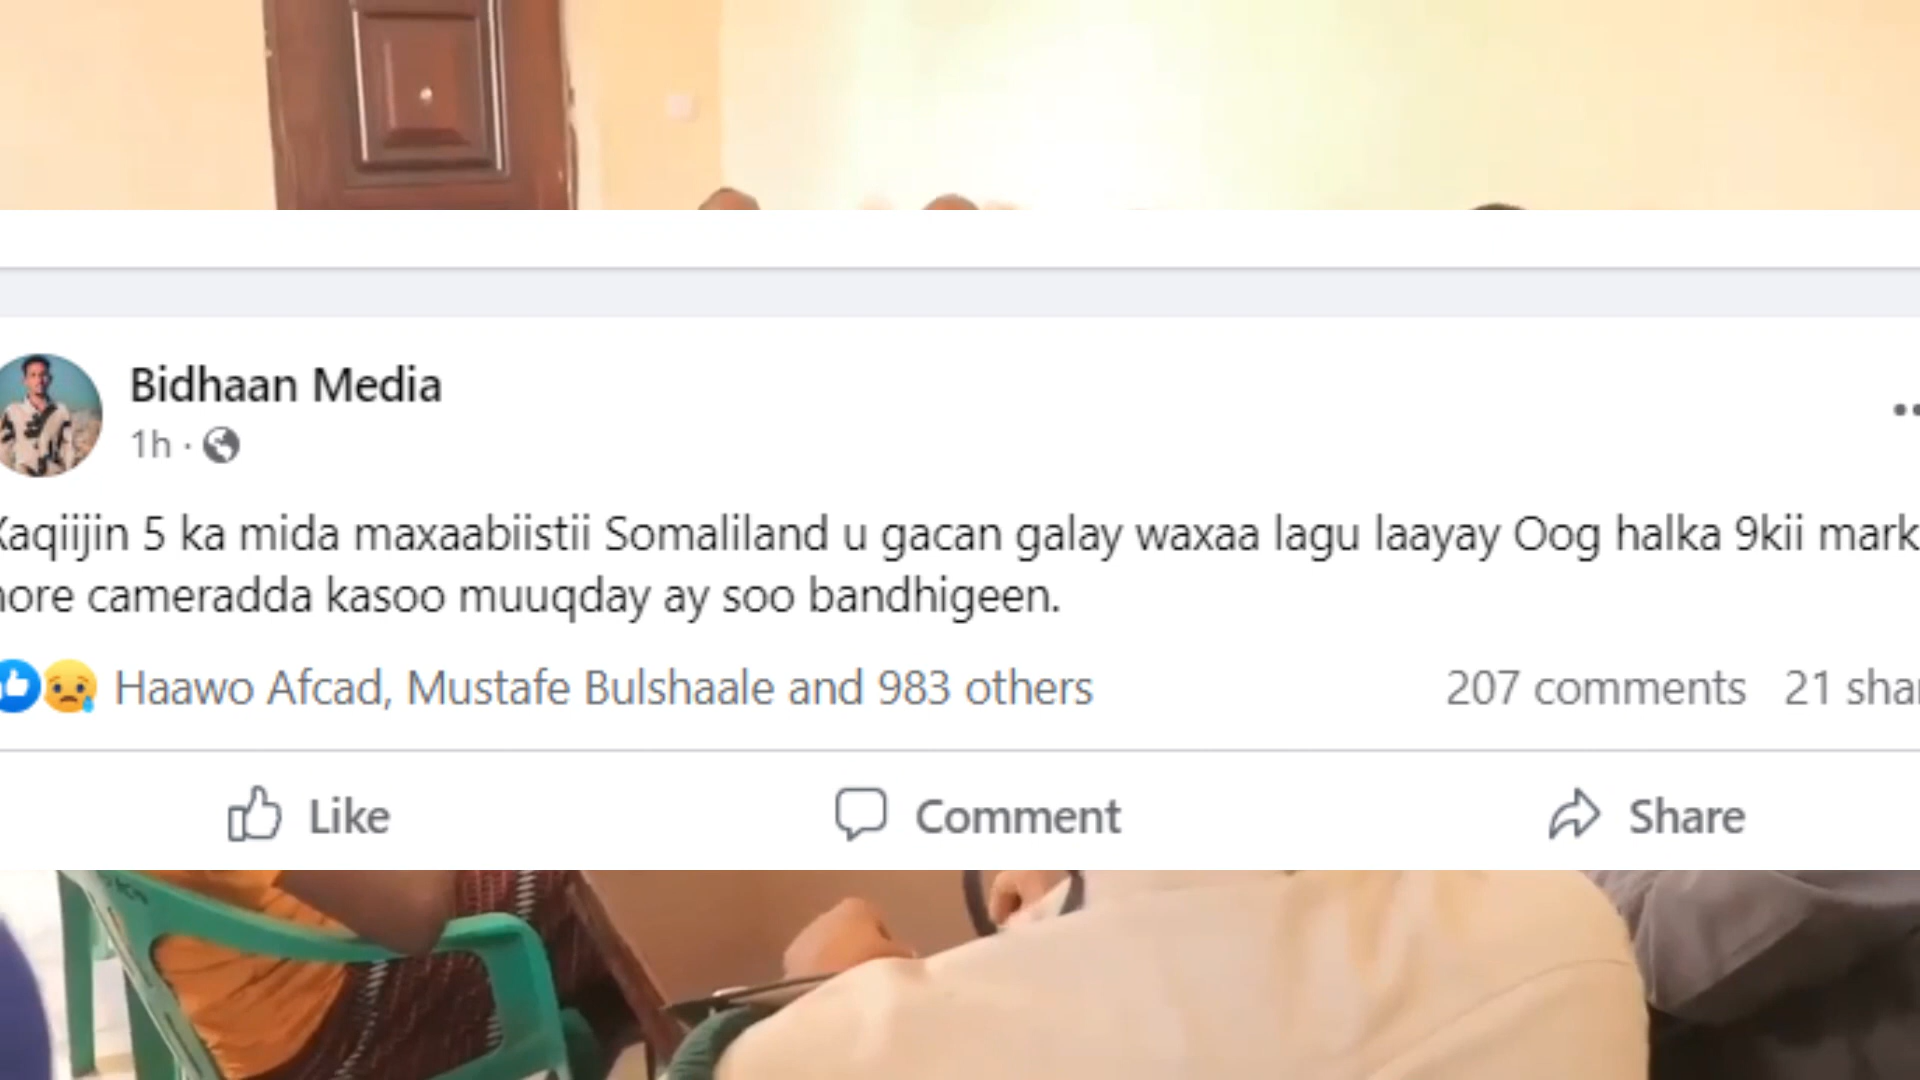 Bidhaan Media
1h ·
Xaqiijin 5 ka mida maxaabiistii Somaliland u gacan galay waxaa lagu laayay Oog halka 9kii mark
hore cameradda kasoo muuqday ay soo bandhigeen.
Haawo Afcad, Mustafe Bulshaale and 983 others 207 comments 21 shar
Like Comment Share